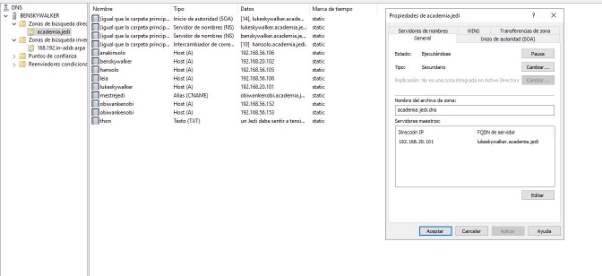 DNS
BENSKYWALKER
Zonas de búsqueda direc
academia.jedi
Zonas de búsqueda inver
168.192.in-addr.arpa
Puntos de confianza
Reenviadores condiciona
Nombre Tipo Datos Marca de tiempo
(igual que la carpeta princip... Inicio de autoridad (SOA) [14], lukeskywalker.acade... static
(igual que la carpeta princip... Servidor de nombres (NS) lukeskywalker.academia.je... static
(igual que la carpeta princip... Servidor de nombres (NS) benskywalker.academia.je... static
(igual que la carpeta princip... Intercambiador de corre... [10] hansolo.academia.jedi. static
anakinsolo Host (A) 192.168.56.106 static
benskywalker Host (A) 192.168.20.102 static
hansolo Host (A) 192.168.56.105 static
leia Host (A) 192.168.56.108 static
lukeskywalker Host (A) 192.168.20.101 static
mestrejedi Alias (CNAME) obiwankenobi.academia.j... static
obiwankenobi Host (A) 192.168.56.152 static
obiwankenobi Host (A) 192.168.56.153 static
Texto (TXT) un Jedi debe sentir a tensi... static
Propiedades de academia.jedi ? ×
Servidores de nombres WINS Transferencias de zona
General Inicio de autoridad (SOA)
Estado: Ejecutándose Pausa
Tipo: Secundario Cambiar...
Replicación: No es una zona integrada en Active Directory Cambiar...
Nombre del archivo de zona:
academia.jedi.dns
Servidores maestros:
Dirección IP FQDN de servidor
192.168.20.101 lukeskywalker.academia.jedi
Editar
Aceptar Cancelar Aplicar Ayuda